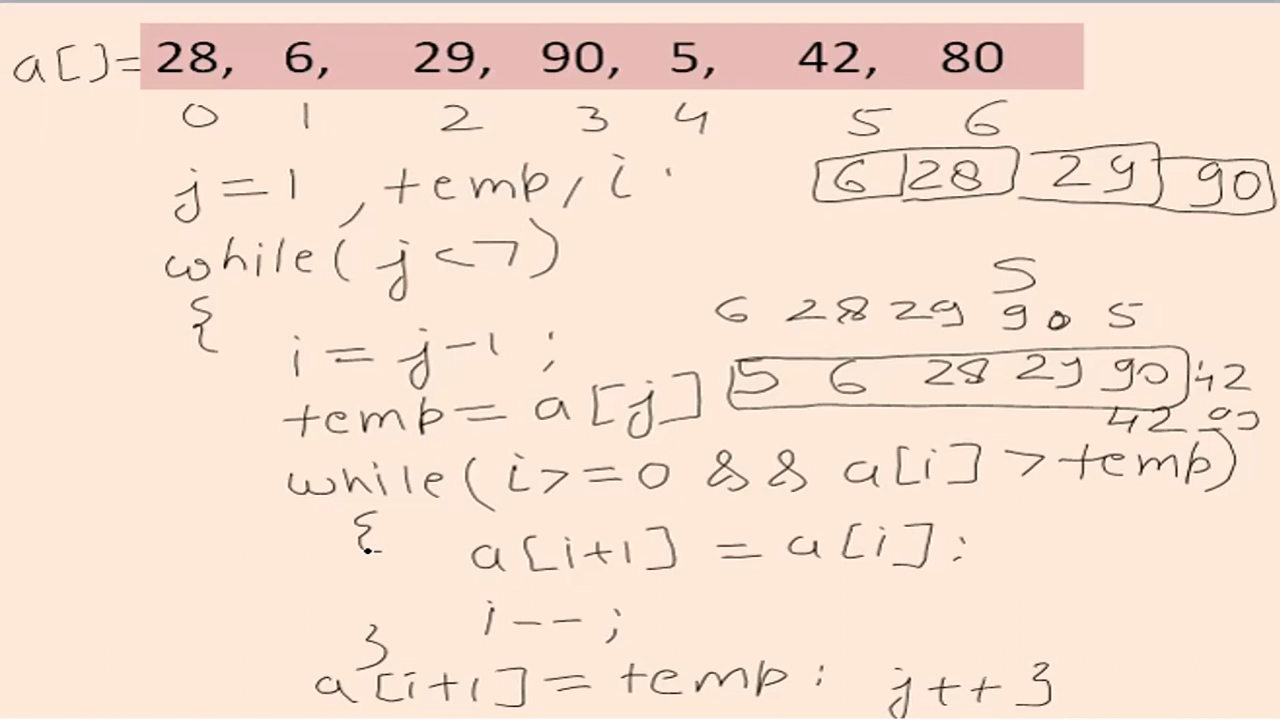 a[]= 28, 6, 29, 90, 5, 42, 80
0 1 2 3 4 5 6
j=1, temp, i.
6 28 29 90
while( j<7)
{
5
6 28 29 90 5
i = j-1 ;
5 6 28 29 90 42
temp = a[j]
42 90
while(i>=0 && a[i] > temp)
{
a[i+1] = a[i];
i--;
}
a[i+1] = temp; j++ }